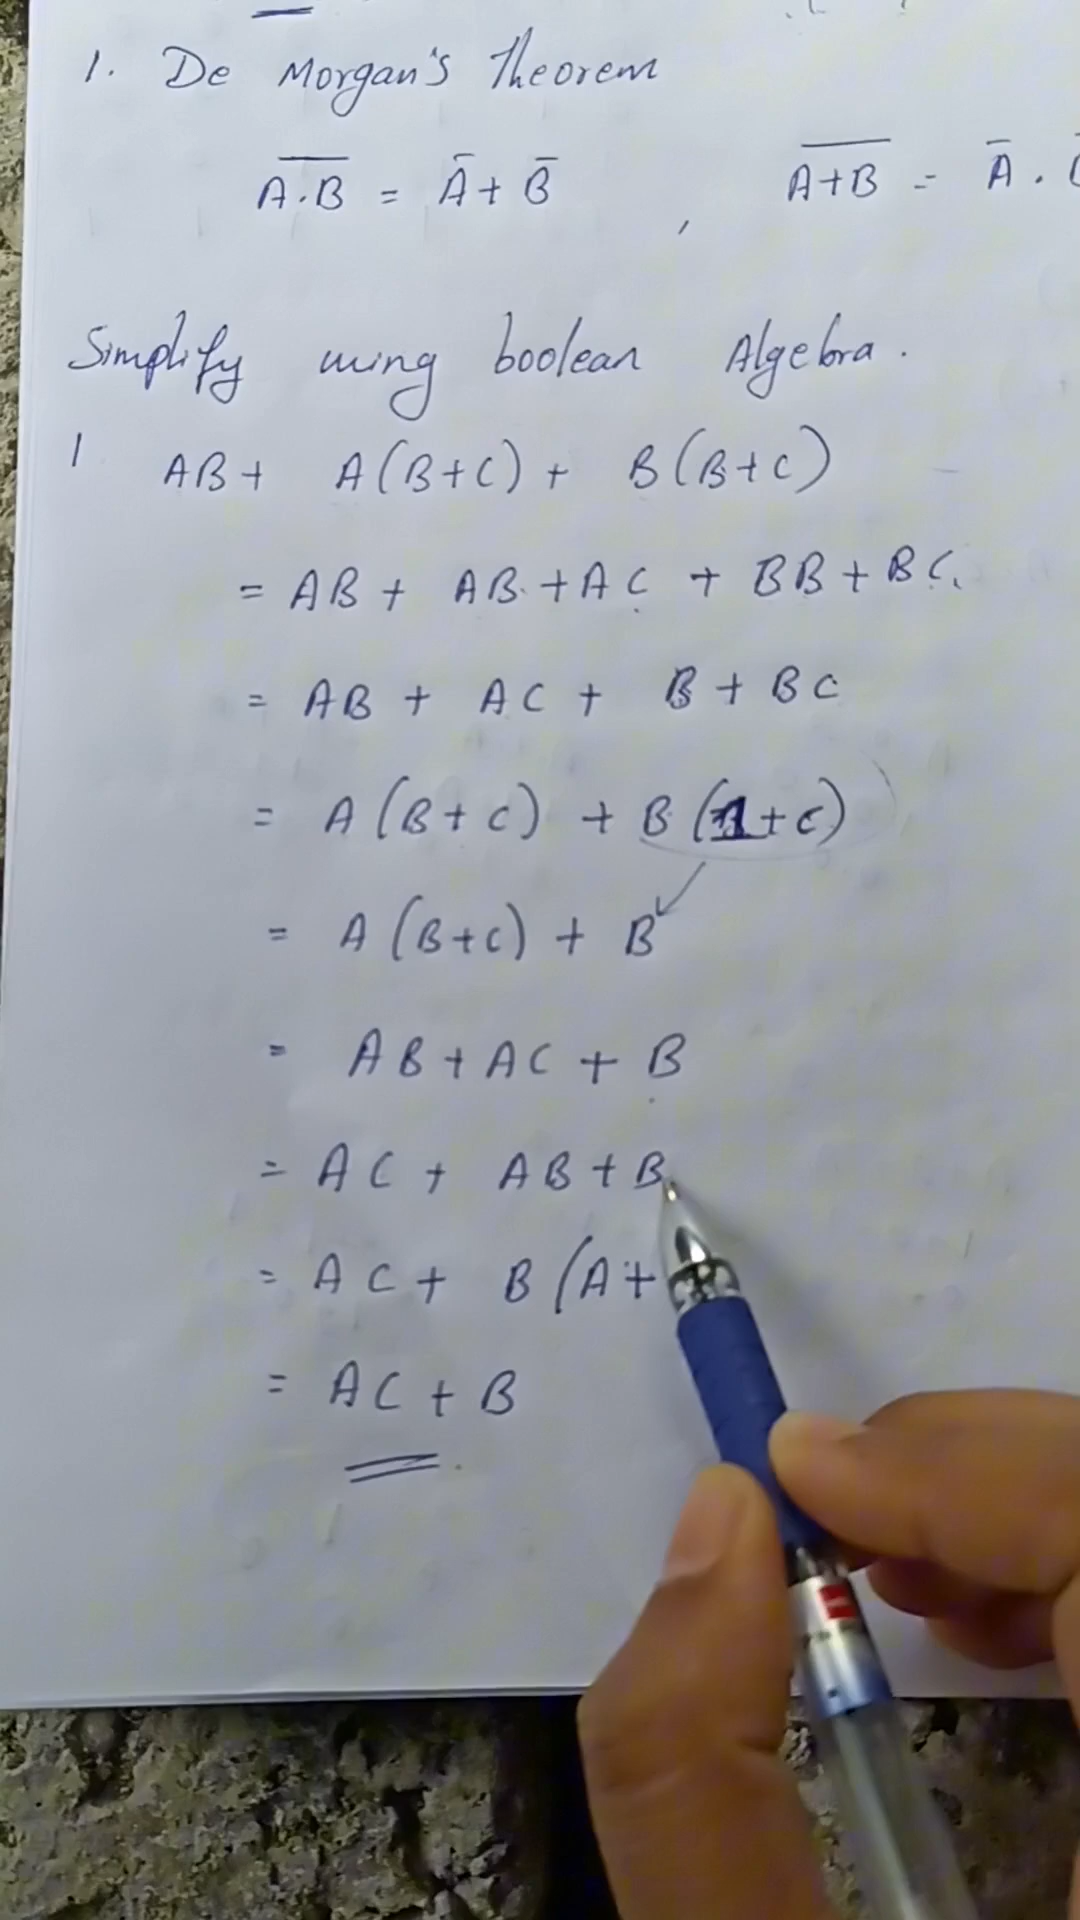 1. De Morgan's Theorem
A̅.̅B̅ = Ā + B̄ , A̅+̅B̅ = Ā .
Simplify using boolean Algebra.
1 AB + A(B+C) + B(B+C)
= AB + AB + AC + BB + BC
= AB + AC + B + BC
= A(B+C) + B(1+C)
= A(B+C) + B
= AB + AC + B
= AC + AB + B
= AC + B(A+
= AC + B